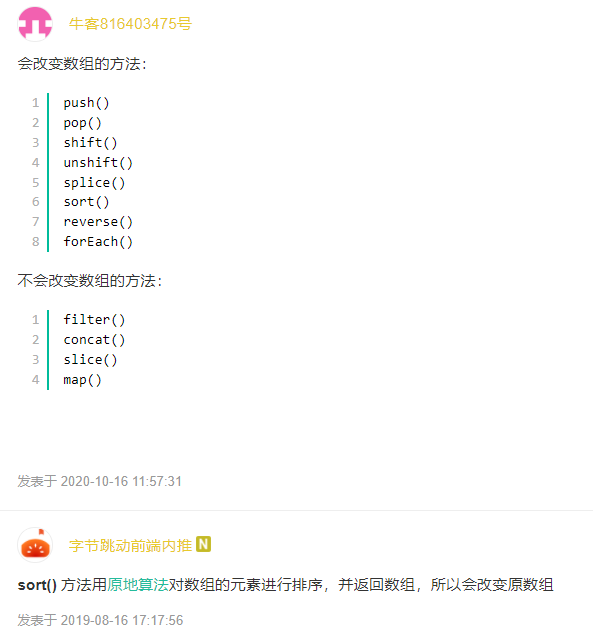 牛客816403475号
会改变数组的方法：
1 push()
2 pop()
3 shift()
4 unshift()
5 splice()
6 sort()
7 reverse()
8 forEach()
不会改变数组的方法：
1 filter()
2 concat()
3 slice()
4 map()
发表于 2020-10-16 11:57:31
字节跳动前端内推 N
sort() 方法用原地算法对数组的元素进行排序，并返回数组，所以会改变原数组
发表于 2019-08-16 17:17:56